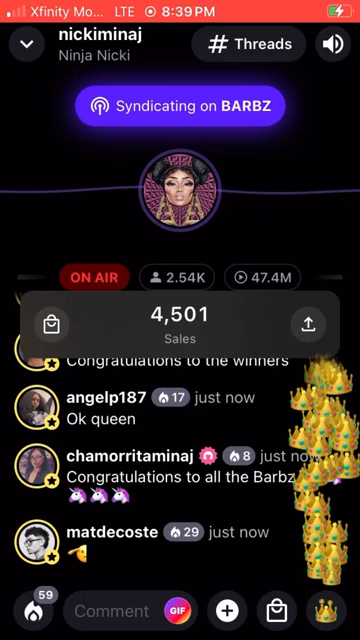 Xfinity Mo... LTE 8:39 PM
nickiminaj
Ninja Nicki
# Threads
Syndicating on BARBZ
ON AIR
2.54K
47.4M
4,501
Sales
Congratulations to the winners
angelp187 17 just now
Ok queen
chamorritaminaj 8 just now
Congratulations to all the Barbz
matdecoste 29 just now
59
Comment
GIF